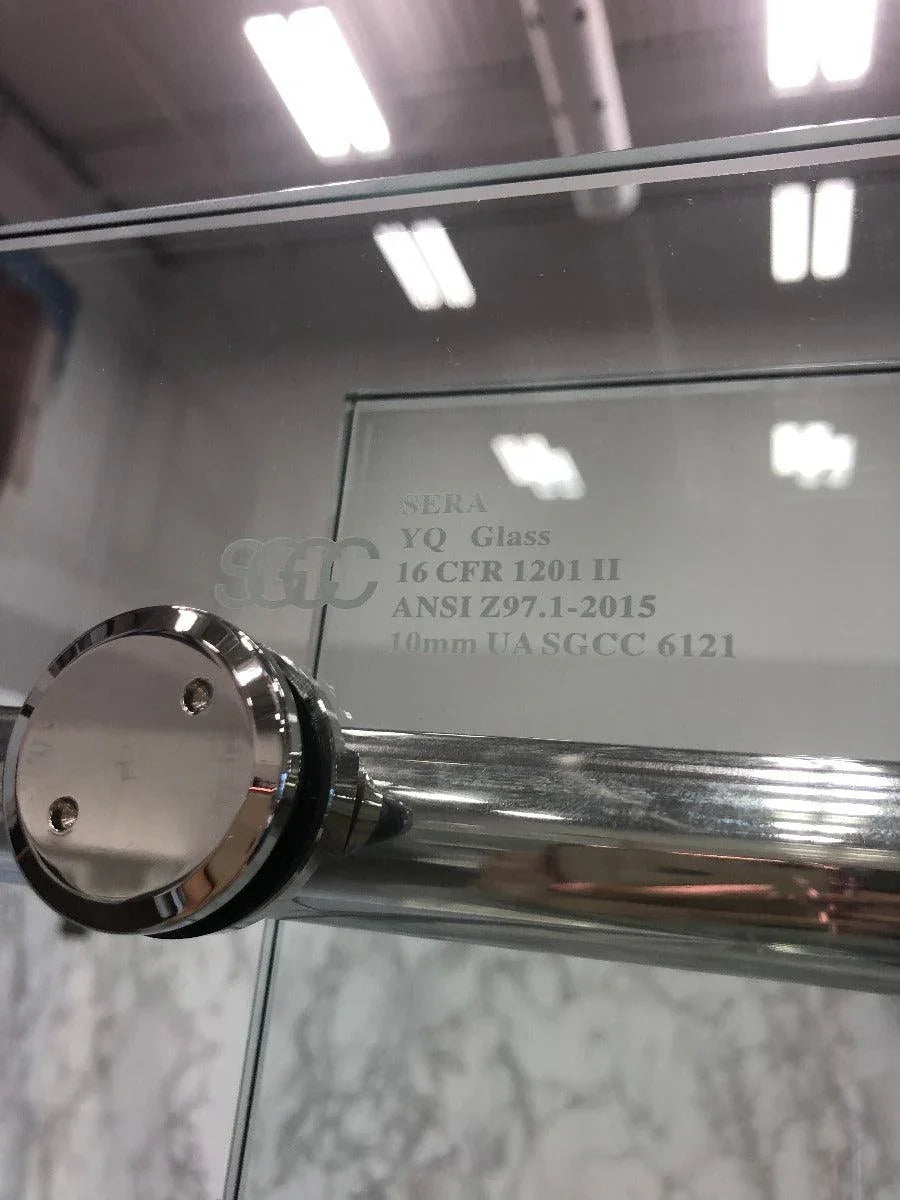 SERA
YQ Glass
SGCC
16 CFR 1201 II
ANSI Z97.1-2015
10mm UA SGCC 6121